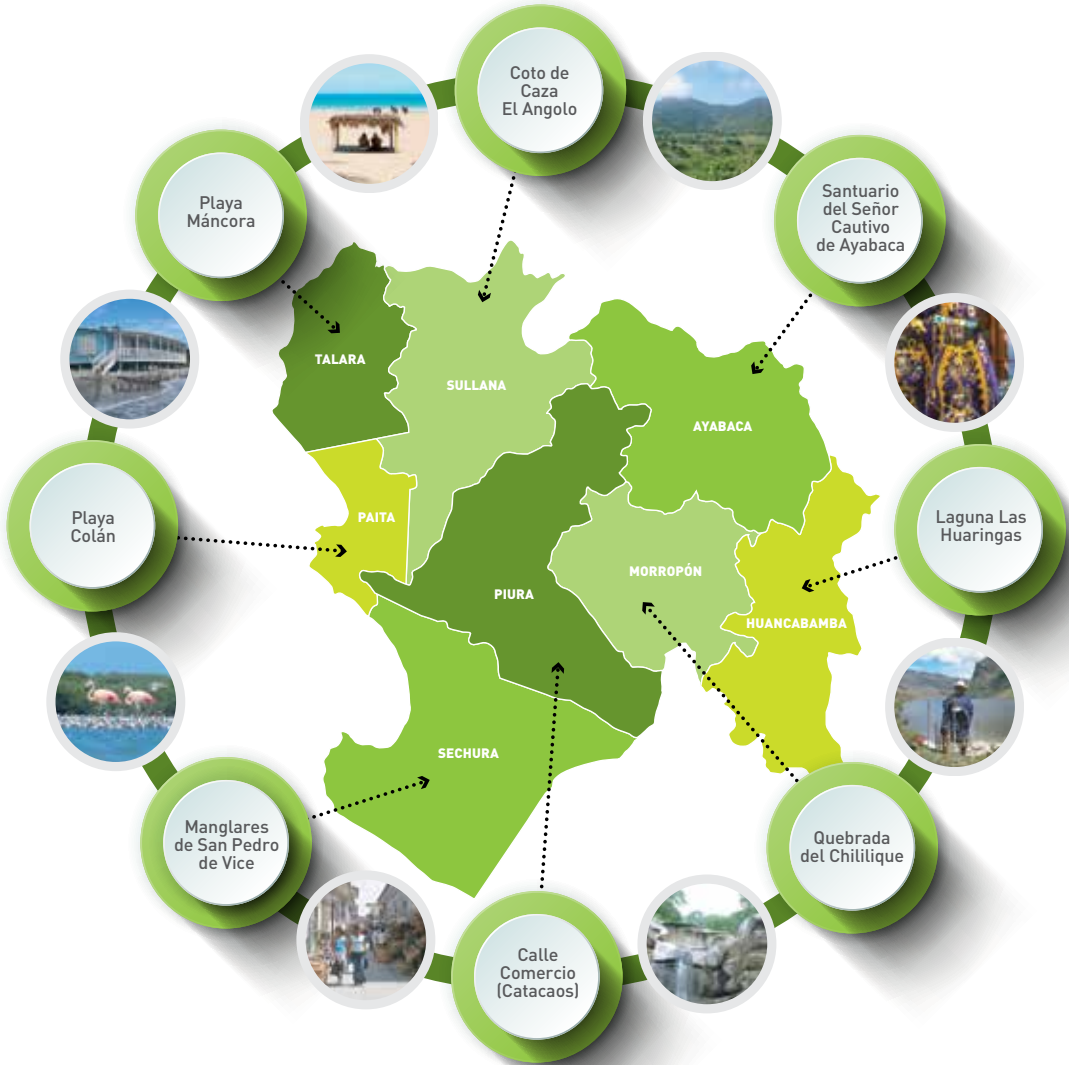 Coto de
Caza
El Angolo
Santuario
del Señor
Cautivo
de Ayabaca
Laguna Las
Huaringas
Quebrada
del Chililique
Calle
Comercio
(Catacaos)
Manglares
de San Pedro
de Vice
Playa
Colán
Playa
Máncora
TALARA
SULLANA
AYABACA
PAITA
PIURA
MORROPÓN
HUANCABAMBA
SECHURA